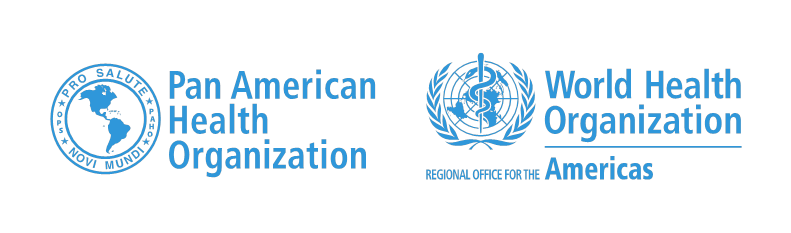 PRO SALUTE
OPS
PAHO
NOVI MUNDI
Pan American
Health
Organization
World Health
Organization
REGIONAL OFFICE FOR THE Americas